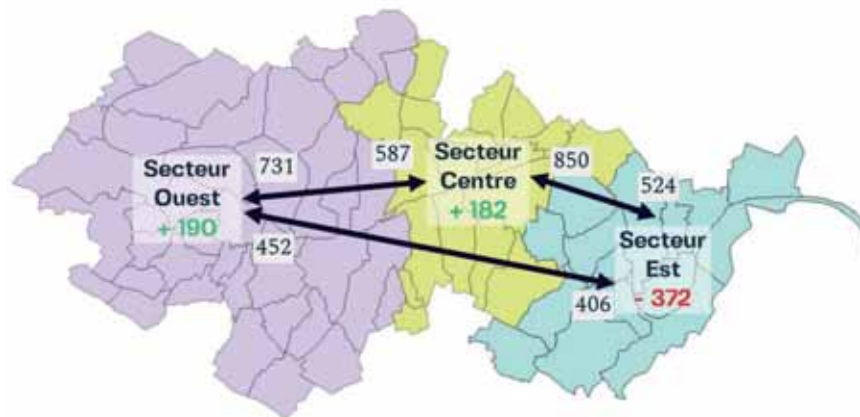 731
587
Secteur
Ouest
+ 190
Secteur
Centre
+ 182
850
524
452
Secteur
Est
- 372
406